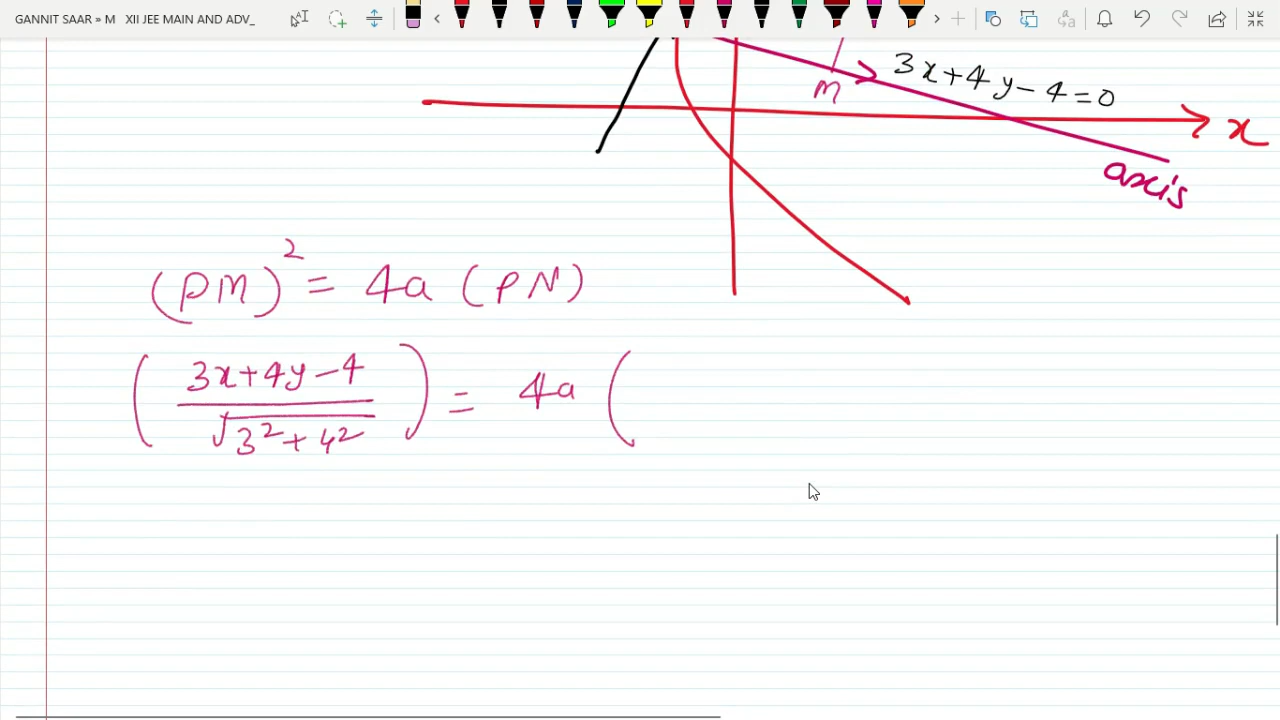 GANNIT SAAR » M XII JEE MAIN AND ADV_
3x+4y-4=0
m
x
axis
(PM)² = 4a (PN)
( 3x+4y-4 / √3²+4² ) = 4a (